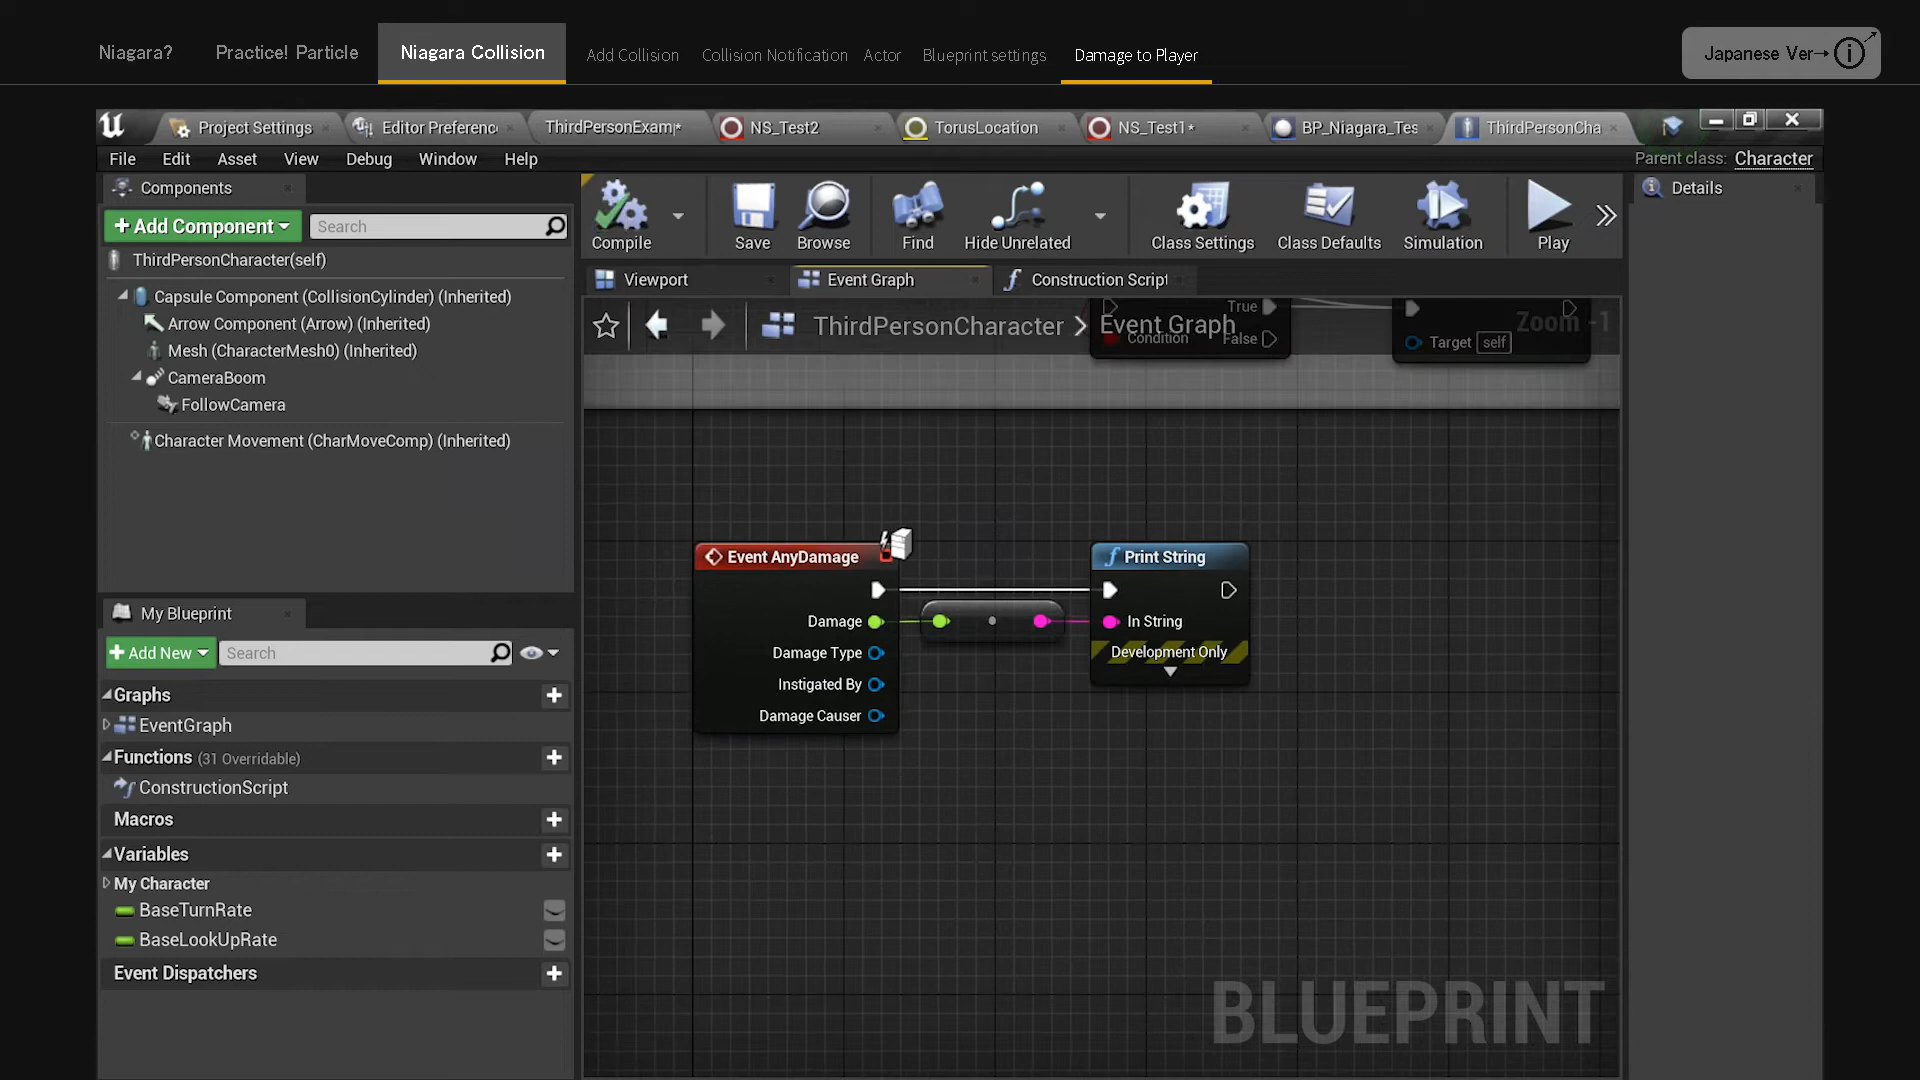 Niagara?
Practice! Particle
Niagara Collision
Add Collision
Collision Notification
Actor
Blueprint settings
Damage to Player
Japanese Ver→
Project Settings
Editor Preferenc
ThirdPersonExam*
NS_Test2
TorusLocation
NS_Test1*
BP_Niagara_Tes
ThirdPersonCha
File
Edit
Asset
View
Debug
Window
Help
Parent class: Character
Components
Details
Add Component
Search
Compile
Save
Browse
Find
Hide Unrelated
Class Settings
Class Defaults
Simulation
Play
ThirdPersonCharacter(self)
Viewport
Event Graph
Construction Script
Capsule Component (CollisionCylinder) (Inherited)
Arrow Component (Arrow) (Inherited)
Mesh (CharacterMesh0) (Inherited)
CameraBoom
FollowCamera
Character Movement (CharMoveComp) (Inherited)
ThirdPersonCharacter > Event Graph
True
Condition
False
Target self
Zoom -1
Event AnyDamage
Damage
Damage Type
Instigated By
Damage Causer
Print String
In String
Development Only
My Blueprint
Add New
Search
Graphs
EventGraph
Functions (31 Overridable)
ConstructionScript
Macros
Variables
My Character
BaseTurnRate
BaseLookUpRate
Event Dispatchers
BLUEPRINT